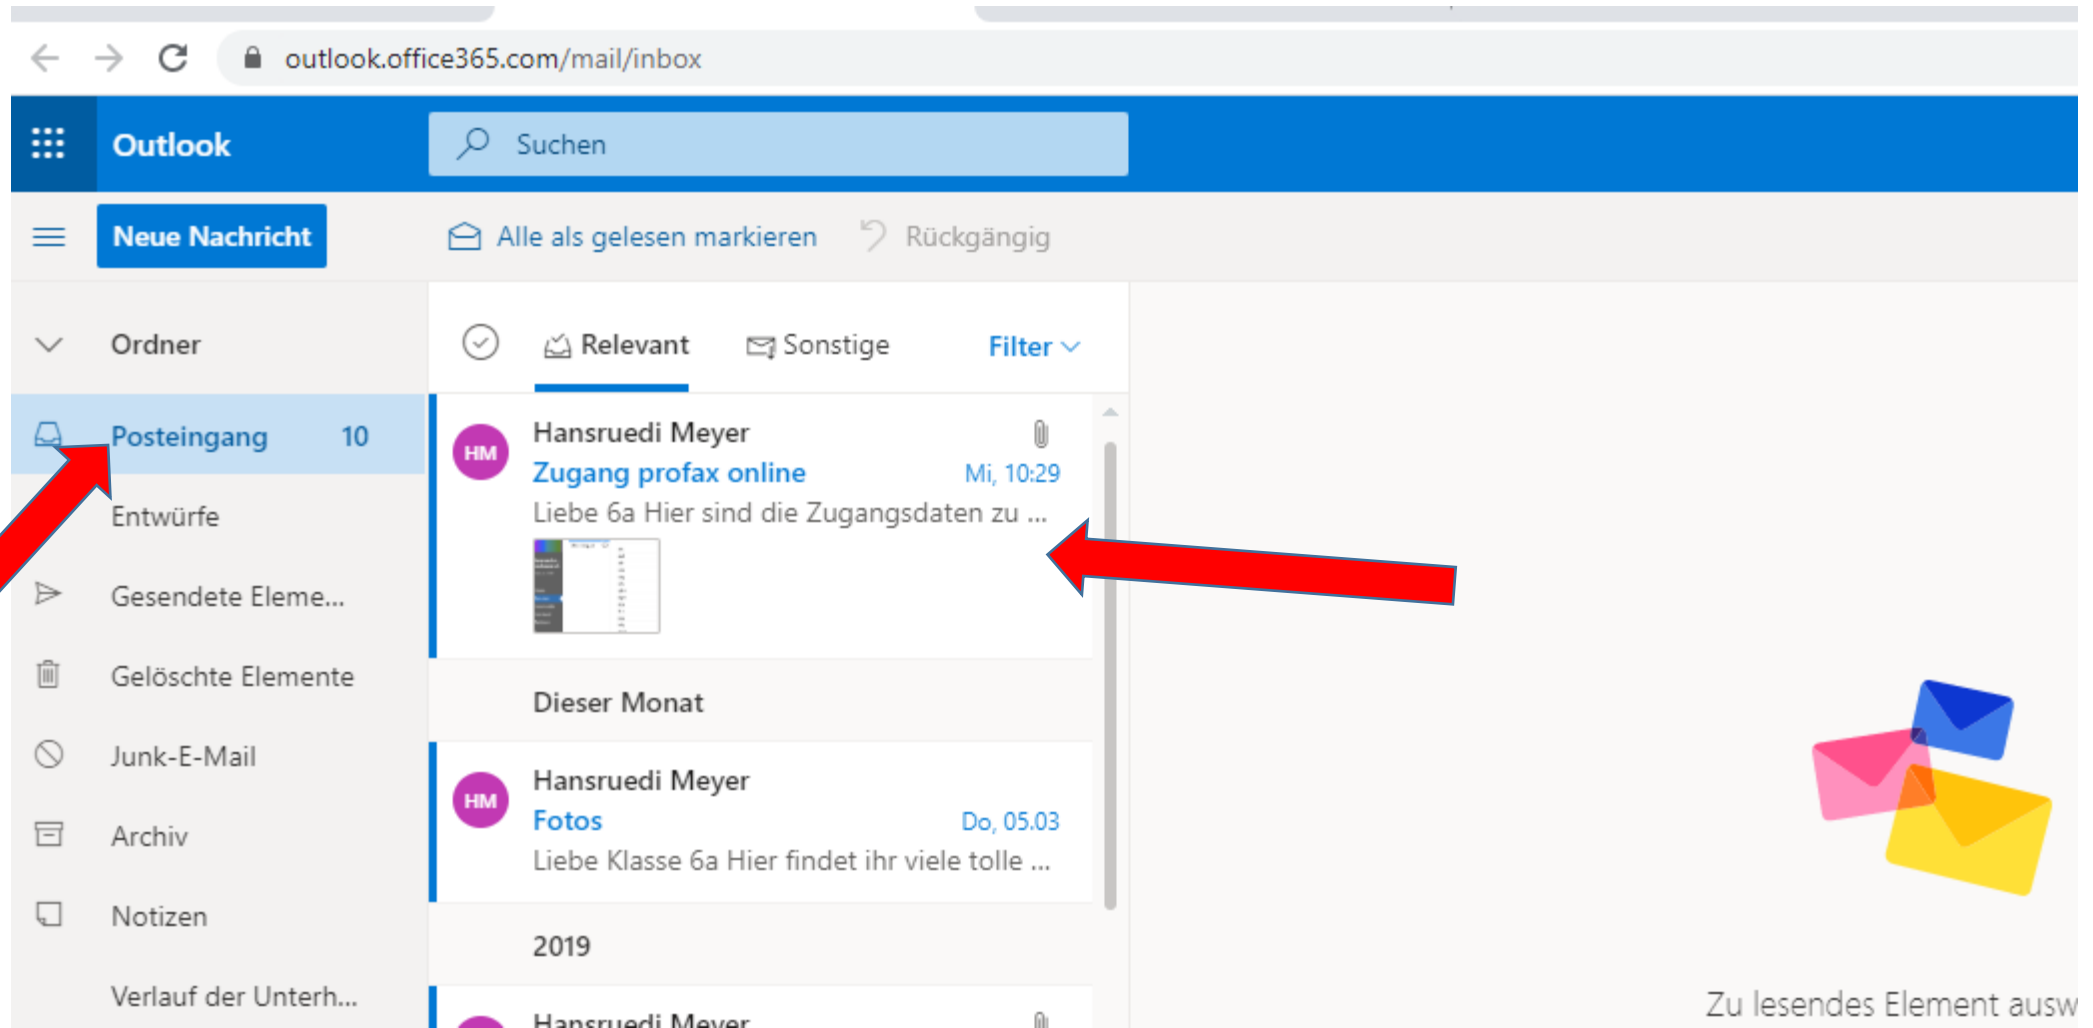 outlook.office365.com/mail/inbox
Outlook
Suchen
Neue Nachricht
Alle als gelesen markieren
Rückgängig
Ordner
Relevant
Sonstige
Filter
Posteingang 10
Entwürfe
Gesendete Eleme...
Gelöschte Elemente
Junk-E-Mail
Archiv
Notizen
Verlauf der Unterh...
HM
Hansruedi Meyer
Zugang profax online Mi, 10:29
Liebe 6a Hier sind die Zugangsdaten zu ...
Dieser Monat
HM
Hansruedi Meyer
Fotos Do, 05.03
Liebe Klasse 6a Hier findet ihr viele tolle ...
2019
Hansruedi Meyer
Zu lesendes Element ausw